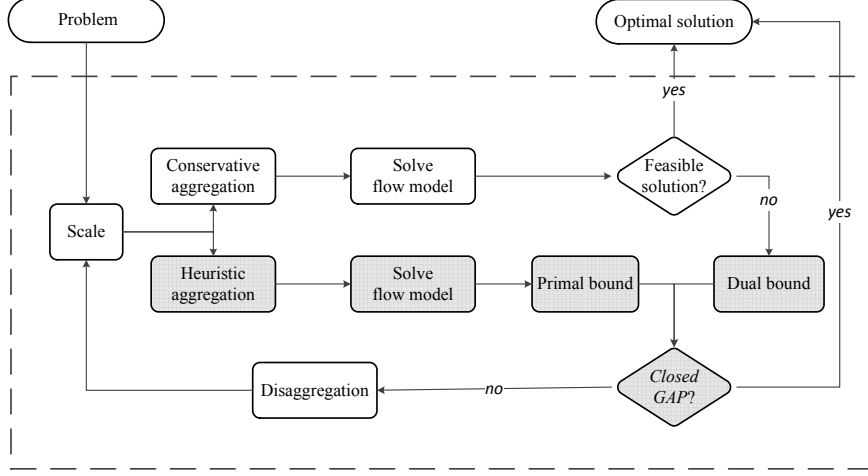 Problem
Optimal solution
yes
Conservative
aggregation
Solve
flow model
Feasible
solution?
no
yes
Scale
Heuristic
aggregation
Solve
flow model
Primal bound
Dual bound
Disaggregation
no
Closed
GAP?